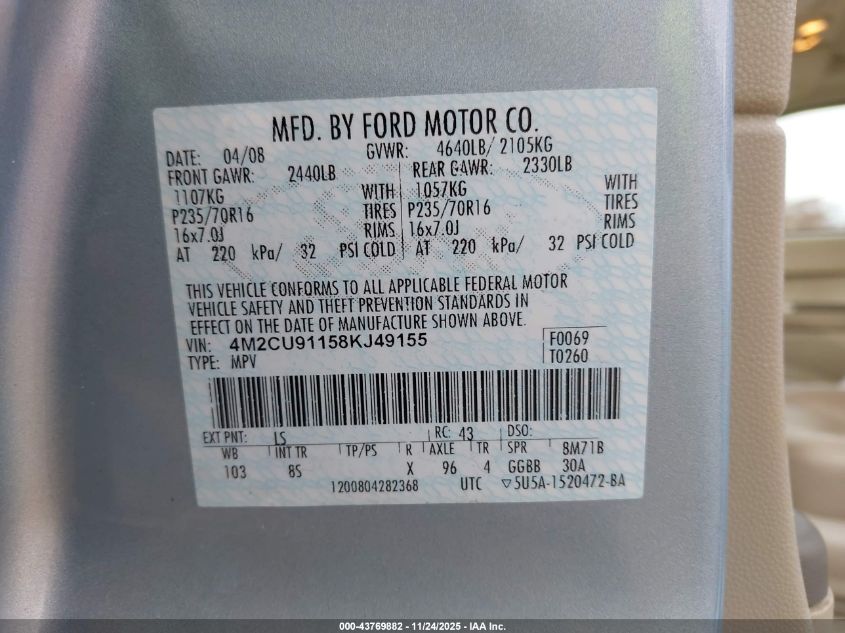 MFD. BY FORD MOTOR CO.
DATE: 04/08 GVWR: 4640LB/ 2105KG
FRONT GAWR: 2440LB REAR GAWR: 2330LB
1107KG WITH 1057KG WITH
P235/70R16 TIRES P235/70R16 TIRES
16x7.0J RIMS 16x7.0J RIMS
AT 220 kPa/ 32 PSI COLD AT 220 kPa/ 32 PSI COLD
THIS VEHICLE CONFORMS TO ALL APPLICABLE FEDERAL MOTOR
VEHICLE SAFETY AND THEFT PREVENTION STANDARDS IN
EFFECT ON THE DATE OF MANUFACTURE SHOWN ABOVE.
VIN: 4M2CU91158KJ49155 F0069
TYPE: MPV T0260
EXT PNT: LS RC: 43 DSO:
WB INT TR TP/PS R AXLE TR SPR 8M71B
103 8S X 96 4 GGBB 30A
1200804282368 UTC ▽5U5A-1520472-BA
000-43769882 - 11/24/2025 - IAA Inc.